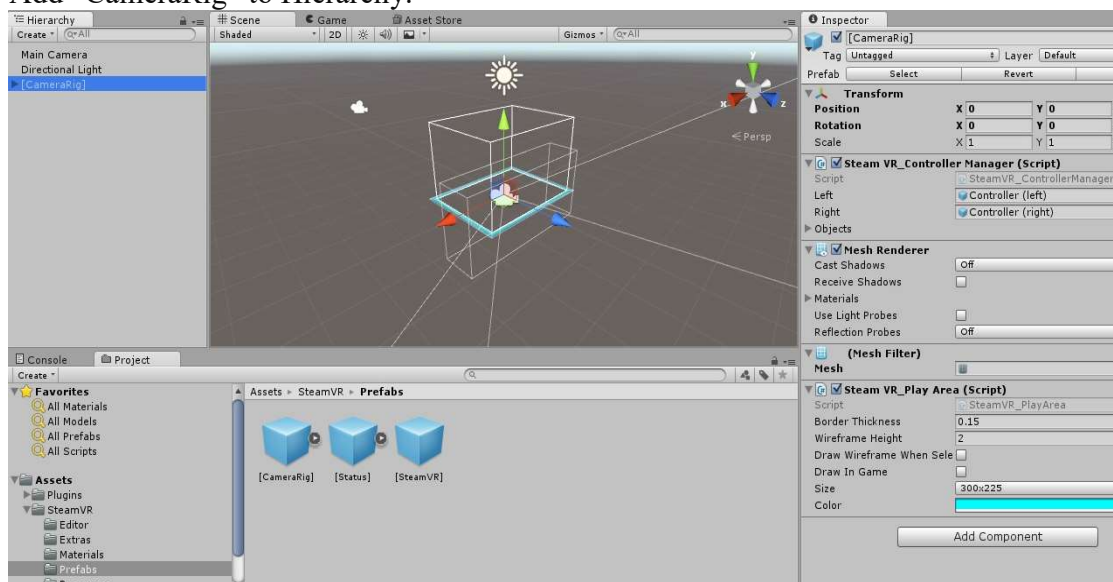 Add "CameraRig" to Hierarchy.
Hierarchy
Create
All
Main Camera
Directional Light
[CameraRig]
Scene Game Asset Store
Shaded 2D Gizmos All
y
x z
Persp
Console Project
Create
Favorites
All Materials
All Models
All Prefabs
All Scripts
Assets
Plugins
SteamVR
Editor
Extras
Materials
Prefabs
Assets SteamVR Prefabs
[CameraRig] [Status] [SteamVR]
Inspector
[CameraRig]
Tag Untagged Layer Default
Prefab Select Revert
Transform
Position X 0 Y 0
Rotation X 0 Y 0
Scale X 1 Y 1
Steam VR_Controller Manager (Script)
Script SteamVR_ControllerManager
Left Controller (left)
Right Controller (right)
Objects
Mesh Renderer
Cast Shadows Off
Receive Shadows
Materials
Use Light Probes
Reflection Probes Off
(Mesh Filter)
Mesh
Steam VR_Play Area (Script)
Script SteamVR_PlayArea
Border Thickness 0.15
Wireframe Height 2
Draw Wireframe When Sele
Draw In Game
Size 300x225
Color
Add Component